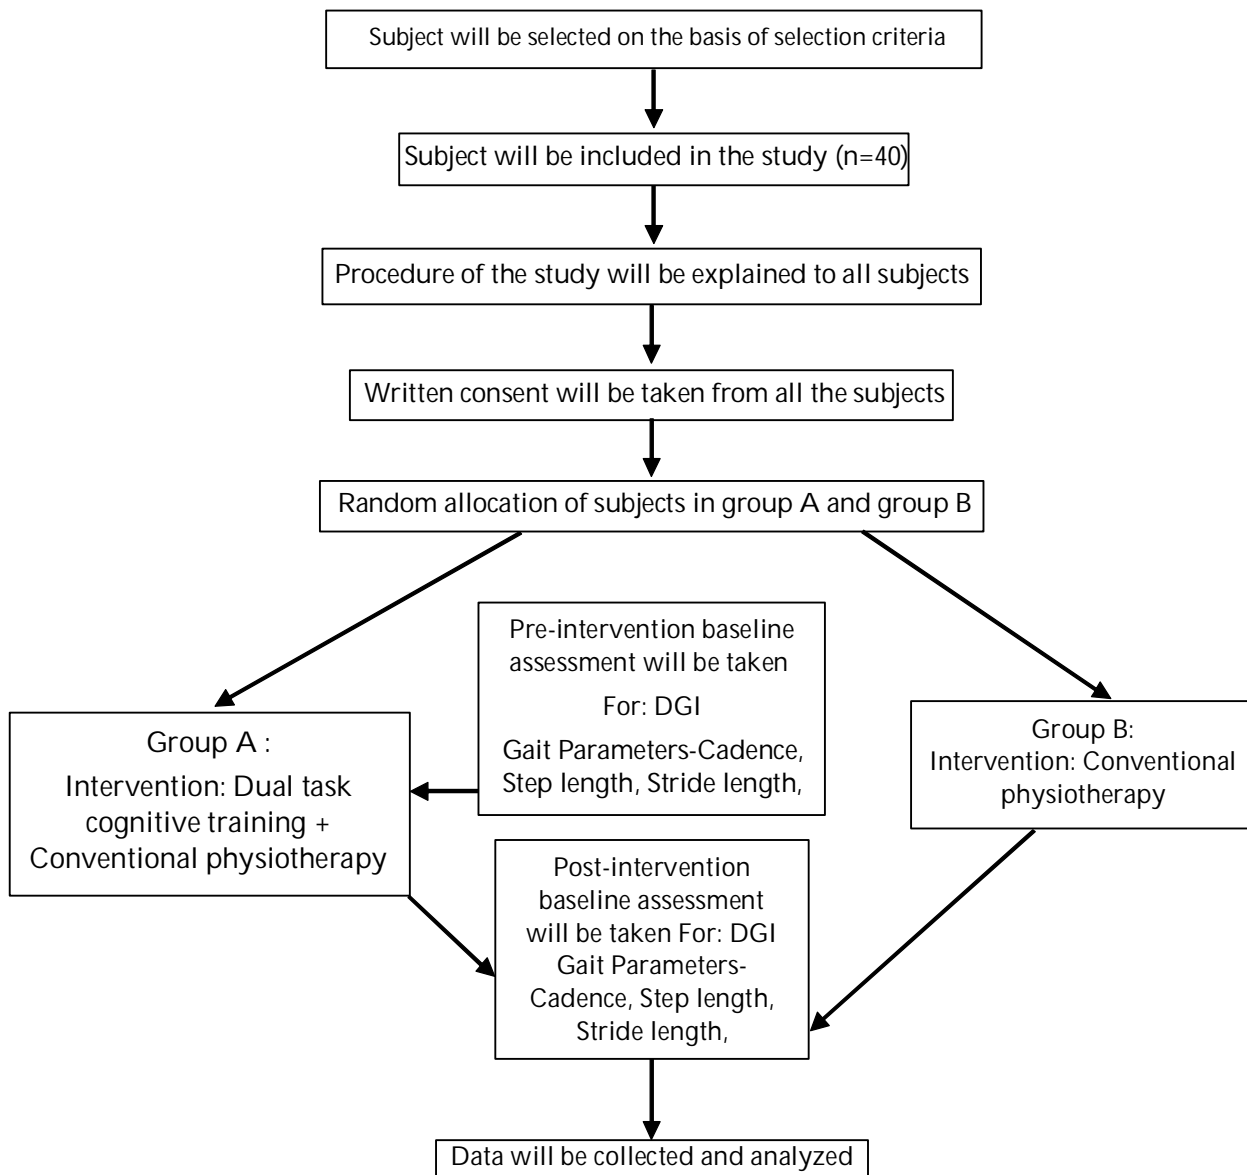 Subject will be selected on the basis of selection criteria
Subject will be included in the study (n=40)
Procedure of the study will be explained to all subjects
Written consent will be taken from all the subjects
Random allocation of subjects in group A and group B
Pre-intervention baseline
assessment will be taken
For: DGI
Gait Parameters-Cadence,
Step length, Stride length,
Group A :
Intervention: Dual task
cognitive training +
Conventional physiotherapy
Group B:
Intervention: Conventional
physiotherapy
Post-intervention
baseline assessment
will be taken For: DGI
Gait Parameters-
Cadence, Step length,
Stride length,
Data will be collected and analyzed